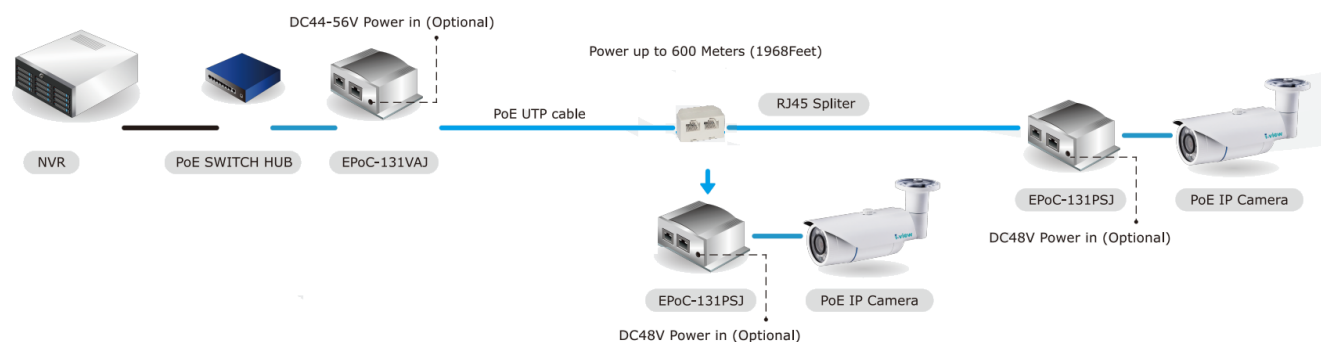 DC44-56V Power in (Optional)
Power up to 600 Meters (1968Feet)
RJ45 Spliter
PoE UTP cable
NVR
PoE SWITCH HUB
EPoC-131VAJ
EPoC-131PSJ
PoE IP Camera
DC48V Power in (Optional)
EPoC-131PSJ
PoE IP Camera
DC48V Power in (Optional)